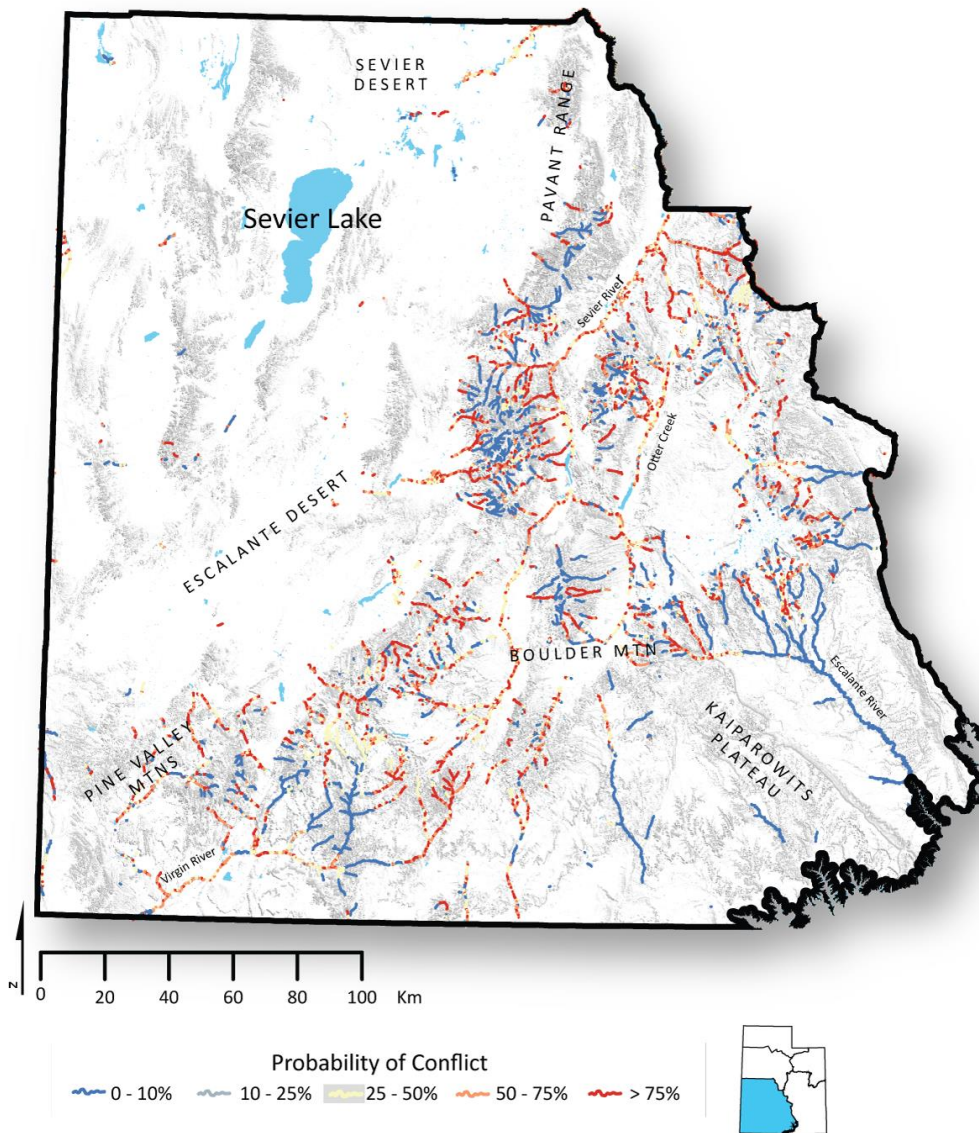 SEVIER
DESERT
PAVANT RANGE
Sevier Lake
Sevier River
Otter Creek
ESCALANTE DESERT
BOULDER MTN
Escalante River
KAIPAROWITS
PLATEAU
PINE VALLEY
MTNS
Virgin River
N
0 20 40 60 80 100 Km
Probability of Conflict
0 - 10% 10 - 25% 25 - 50% 50 - 75% > 75%